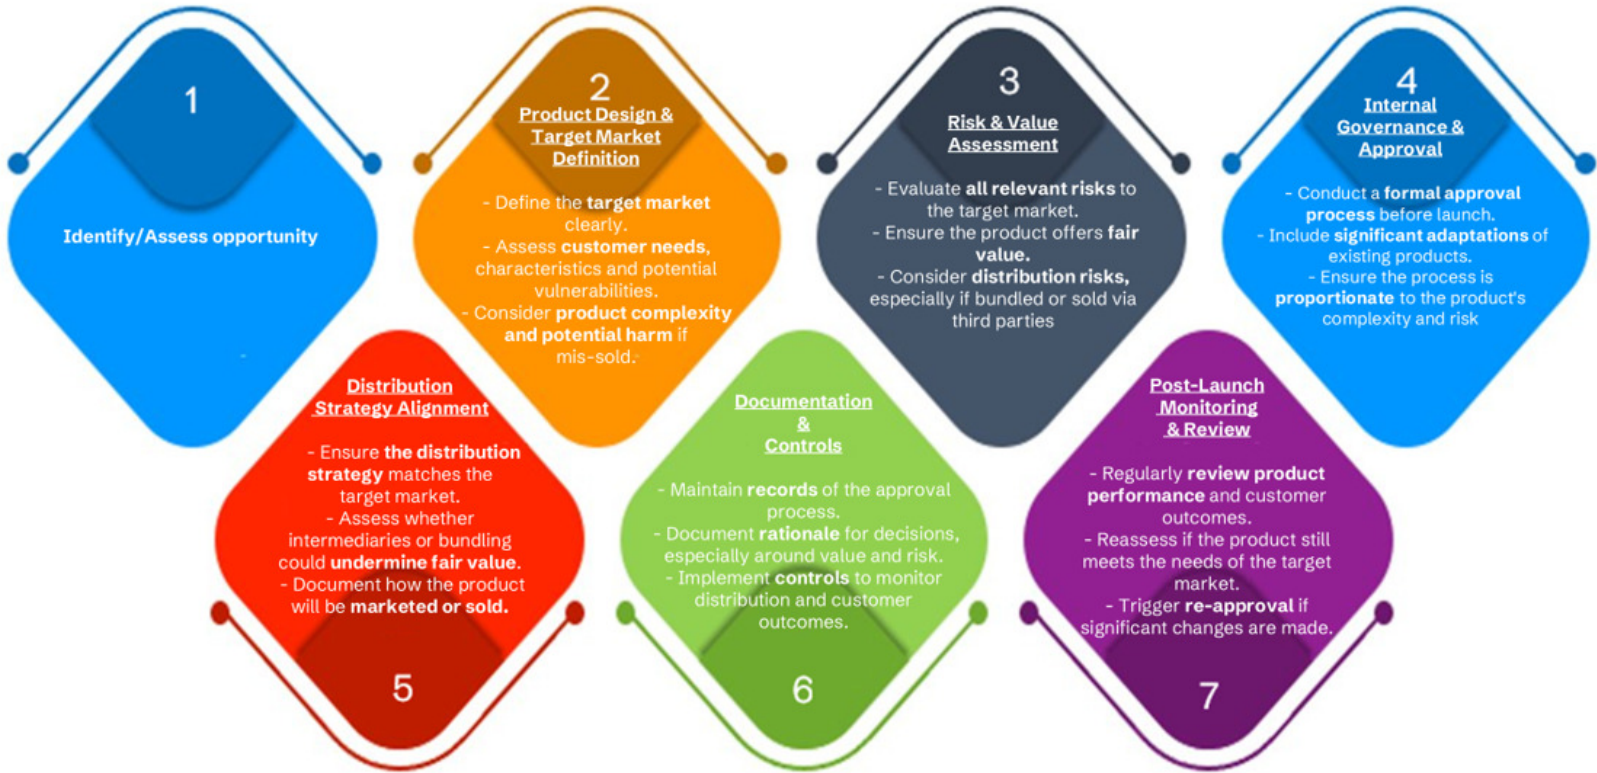 1
Identify/Assess opportunity
2
Product Design &
Target Market
Definition
- Define the target market
clearly.
- Assess customer needs,
characteristics and potential
vulnerabilities.
- Consider product complexity
and potential harm if
mis-sold.
3
Risk & Value
Assessment
- Evaluate all relevant risks to
the target market.
- Ensure the product offers fair
value.
- Consider distribution risks,
especially if bundled or sold via
third parties
4
Internal
Governance &
Approval
- Conduct a formal approval
process before launch.
- Include significant adaptations of
existing products.
- Ensure the process is
proportionate to the product's
complexity and risk
Distribution
Strategy Alignment
- Ensure the distribution
strategy matches the
target market.
- Assess whether
intermediaries or bundling
could undermine fair value.
- Document how the product
will be marketed or sold.
5
Documentation
&
Controls
- Maintain records of the approval
process.
- Document rationale for decisions,
especially around value and risk.
- Implement controls to monitor
distribution and customer
outcomes.
6
Post-Launch
Monitoring
& Review
- Regularly review product
performance and customer
outcomes.
- Reassess if the product still
meets the needs of the target
market.
- Trigger re-approval if
significant changes are made.
7